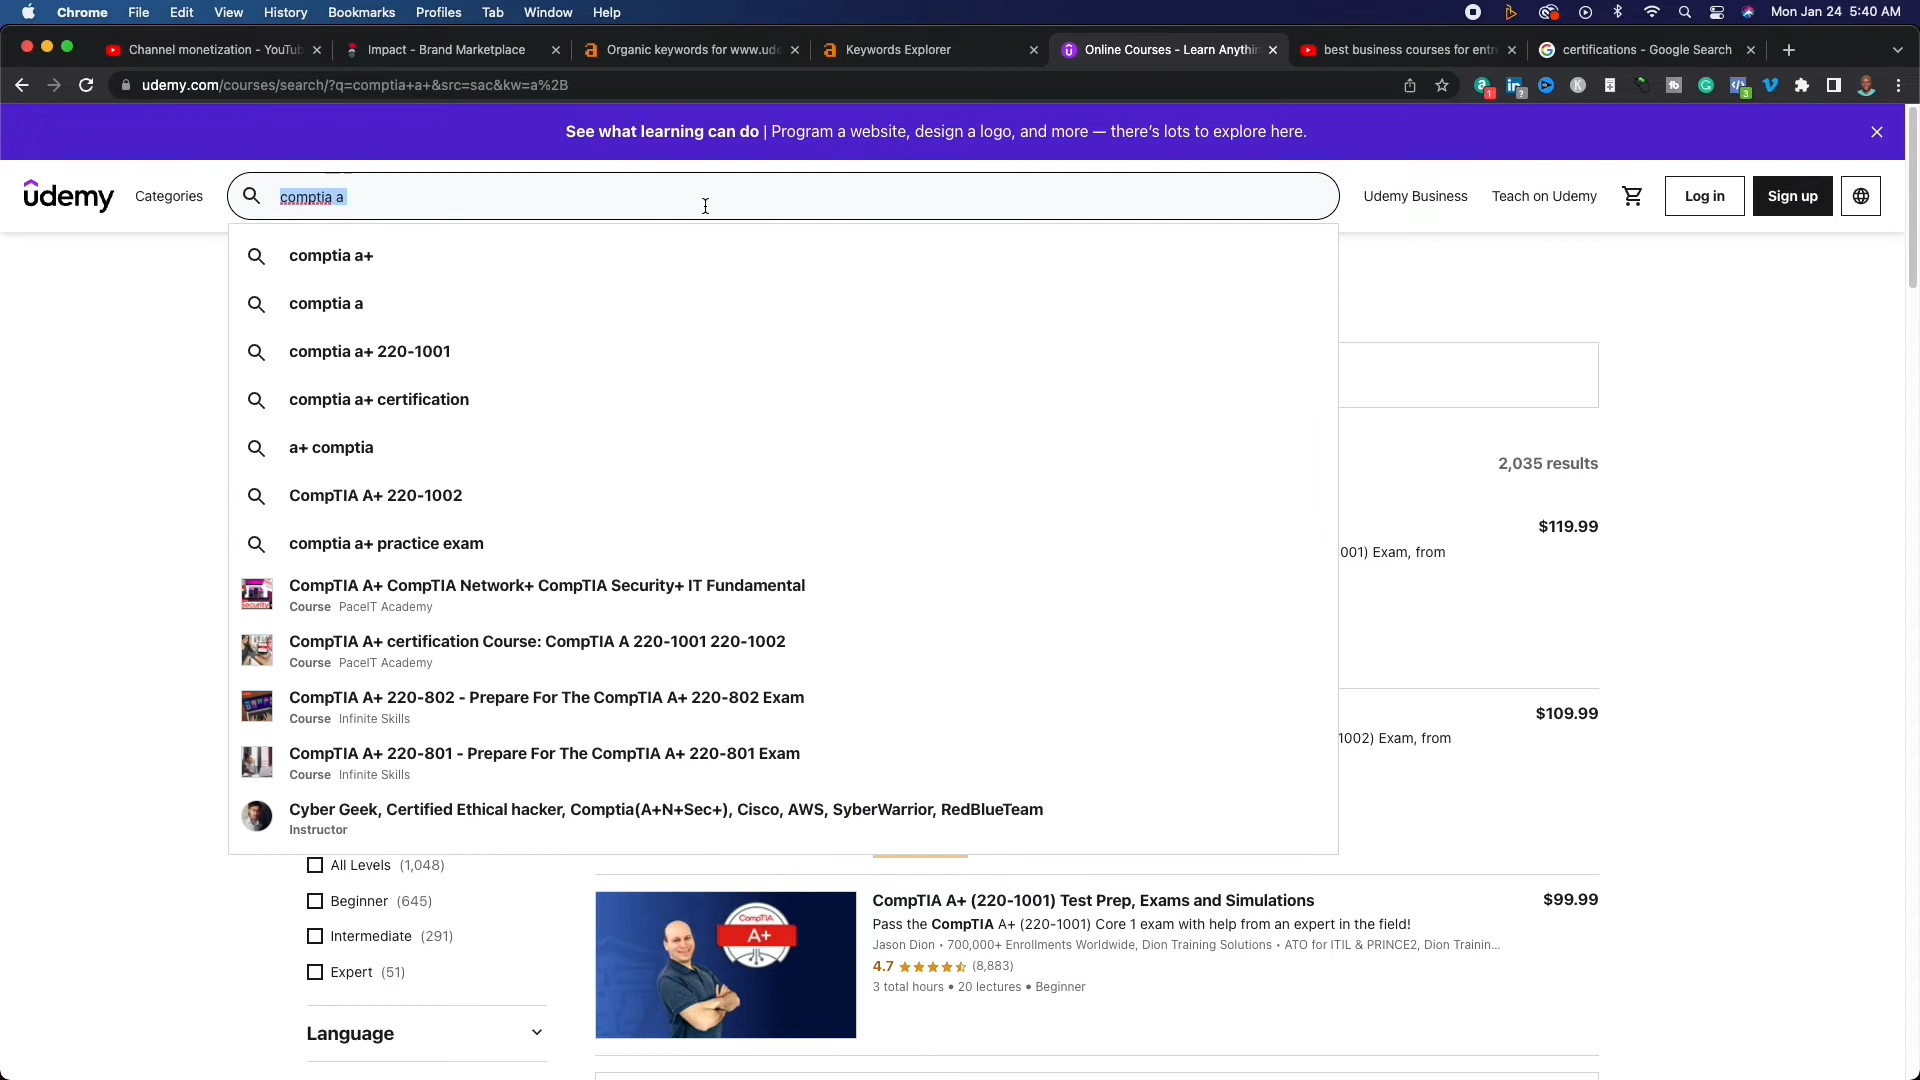 Chrome File Edit View History Bookmarks Profiles Tab Window Help Mon Jan 24 5:40 AM
Channel monetization - YouTub Impact - Brand Marketplace Organic keywords for www.ude Keywords Explorer Online Courses - Learn Anythin best business courses for entre certifications - Google Search
udemy.com/courses/search/?q=comptia+a+&src=sac&kw=a%2B
See what learning can do | Program a website, design a logo, and more — there's lots to explore here.
udemy Categories comptia a Udemy Business Teach on Udemy Log in Sign up
comptia a+
comptia a
comptia a+ 220-1001
comptia a+ certification
a+ comptia
2,035 results
CompTIA A+ 220-1002
$119.99
comptia a+ practice exam
001) Exam, from
CompTIA A+ CompTIA Network+ CompTIA Security+ IT Fundamental
Course PaceIT Academy
CompTIA A+ certification Course: CompTIA A 220-1001 220-1002
Course PaceIT Academy
CompTIA A+ 220-802 - Prepare For The CompTIA A+ 220-802 Exam
$109.99
Course Infinite Skills
1002) Exam, from
CompTIA A+ 220-801 - Prepare For The CompTIA A+ 220-801 Exam
Course Infinite Skills
Cyber Geek, Certified Ethical hacker, Comptia(A+N+Sec+), Cisco, AWS, SyberWarrior, RedBlueTeam
Instructor
All Levels (1,048)
Beginner (645)
Intermediate (291)
Expert (51)
Language
CompTIA
A+
CompTIA A+ (220-1001) Test Prep, Exams and Simulations
$99.99
Pass the CompTIA A+ (220-1001) Core 1 exam with help from an expert in the field!
Jason Dion • 700,000+ Enrollments Worldwide, Dion Training Solutions • ATO for ITIL & PRINCE2, Dion Trainin...
4.7 (8,883)
3 total hours • 20 lectures • Beginner